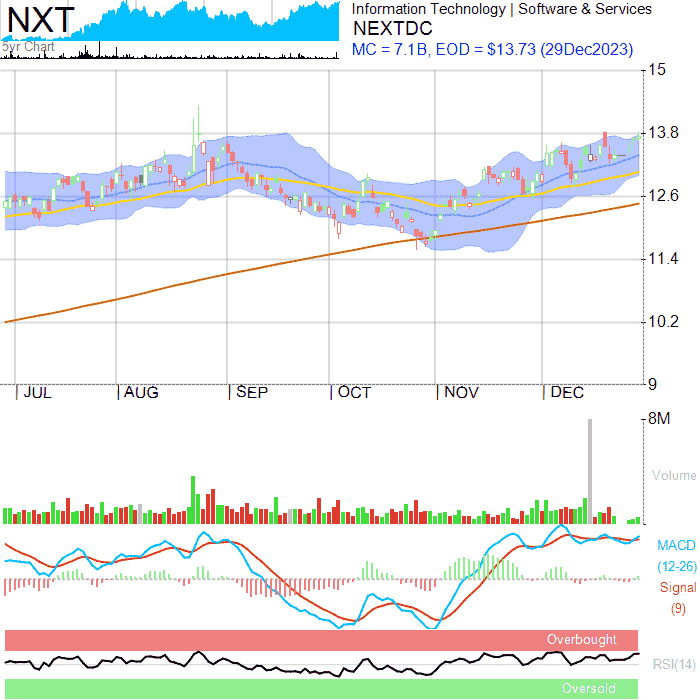 NXT
5yr Chart
Information Technology | Software & Services
NEXTDC
MC = 7.1B, EOD = $13.73 (29Dec2023)
15
13.8
12.6
11.4
10.2
9
JUL
AUG
SEP
OCT
NOV
DEC
8M
Volume
MACD
(12-26)
Signal
(9)
Overbought
RSI(14)
Oversold